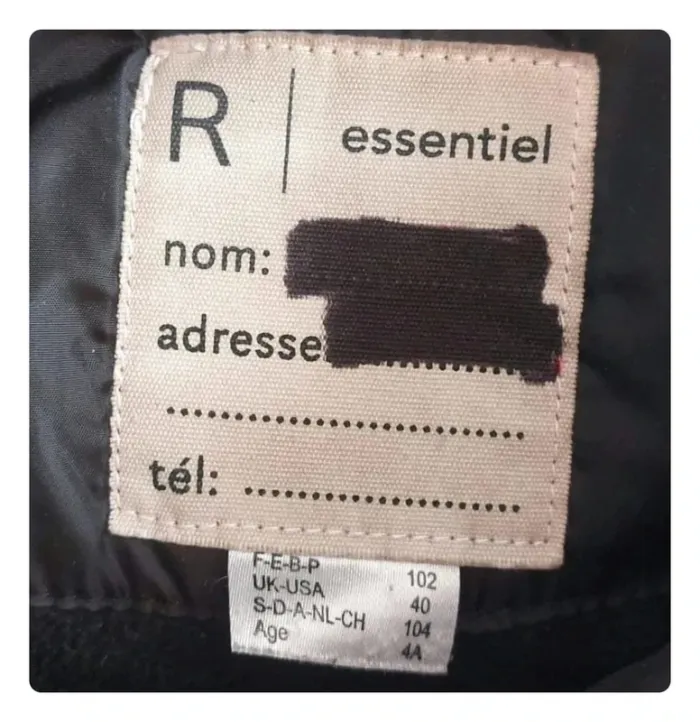 R | essentiel
nom:
adresse
tél:
F-E-B-P 102
UK-USA 40
S-D-A-NL-CH 104
Age 4A